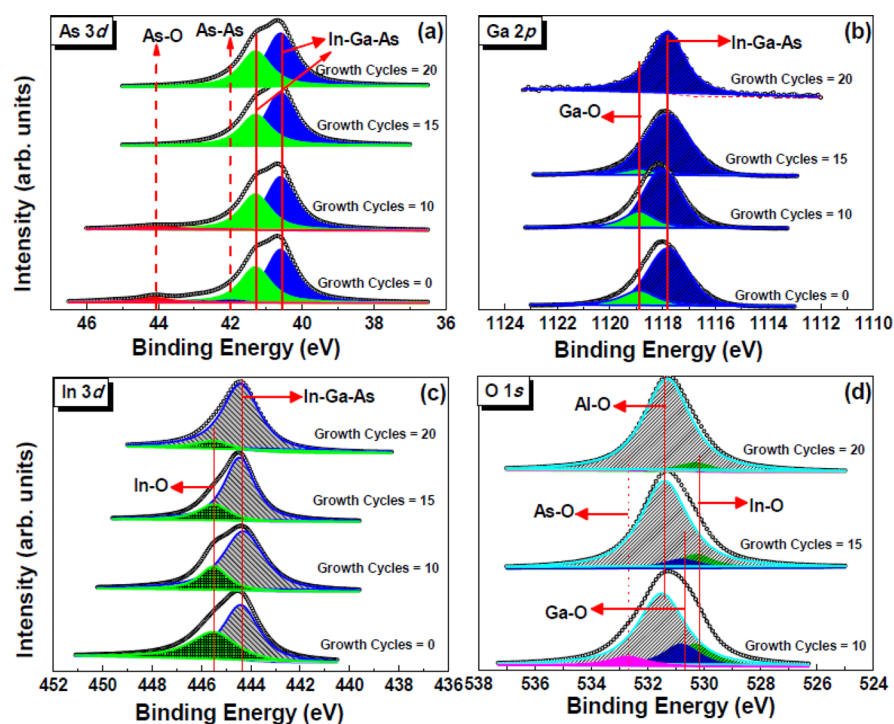 As 3d
As-O
As-As
In-Ga-As
(a)
Growth Cycles = 20
Growth Cycles = 15
Growth Cycles = 10
Growth Cycles = 0
46 44 42 40 38 36
Binding Energy (eV)
Intensity (arb. units)
Ga 2p
(b)
In-Ga-As
Growth Cycles = 20
Ga-O
Growth Cycles = 15
Growth Cycles = 10
Growth Cycles = 0
1124 1122 1120 1118 1116 1114 1112 1110
Binding Energy (eV)
In 3d
(c)
In-Ga-As
Growth Cycles = 20
In-O
Growth Cycles = 15
Growth Cycles = 10
Growth Cycles = 0
452 450 448 446 444 442 440 438 436
Binding Energy (eV)
Intensity (arb. units)
O 1s
(d)
Al-O
Growth Cycles = 20
As-O
In-O
Growth Cycles = 15
Ga-O
Growth Cycles = 10
538 536 534 532 530 528 526 524
Binding Energy (eV)